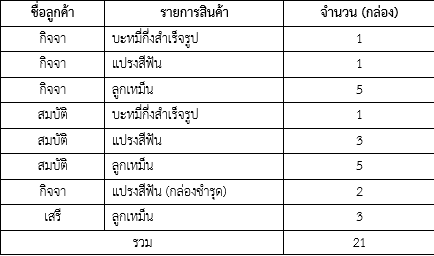 ชื่อลูกค้า รายการสินค้า จำนวน (กล่อง)
กิจจา บะหมี่กึ่งสำเร็จรูป 1
กิจจา แปรงสีฟัน 1
กิจจา ลูกเหม็น 5
สมบัติ บะหมี่กึ่งสำเร็จรูป 1
สมบัติ แปรงสีฟัน 3
สมบัติ ลูกเหม็น 5
กิจจา แปรงสีฟัน (กล่องชำรุด) 2
เสรี ลูกเหม็น 3
รวม 21